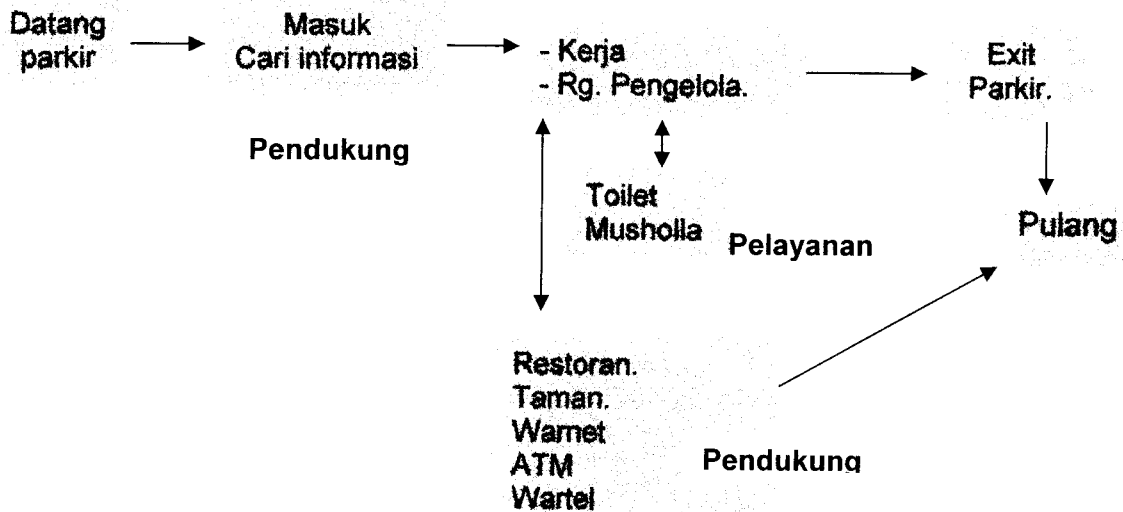 Datang
parkir
Masuk
Cari informasi
- Kerja
- Rg. Pengelola.
Exit
Parkir.
Pendukung
Toilet
Musholla
Pelayanan
Pulang
Restoran.
Taman.
Warnet
ATM
Wartel
Pendukung